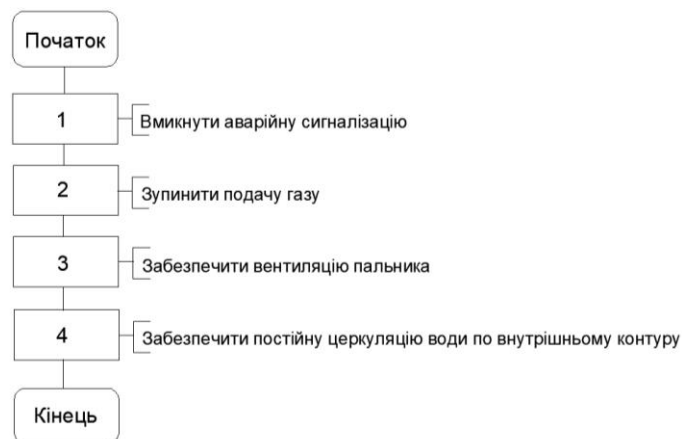 Початок
1
Вмикнути аварійну сигналізацію
2
Зупинити подачу газу
3
Забезпечити вентиляцію пальника
4
Забезпечити постійну церкуляцію води по внутрішньому контуру
Кінець